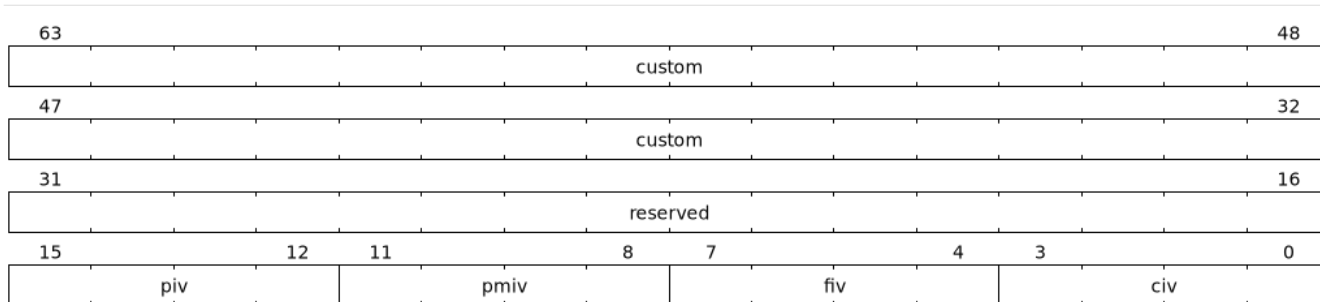 63 48
custom
47 32
custom
31 16
reserved
15 12 11 8 7 4 3 0
piv pmiv fiv civ